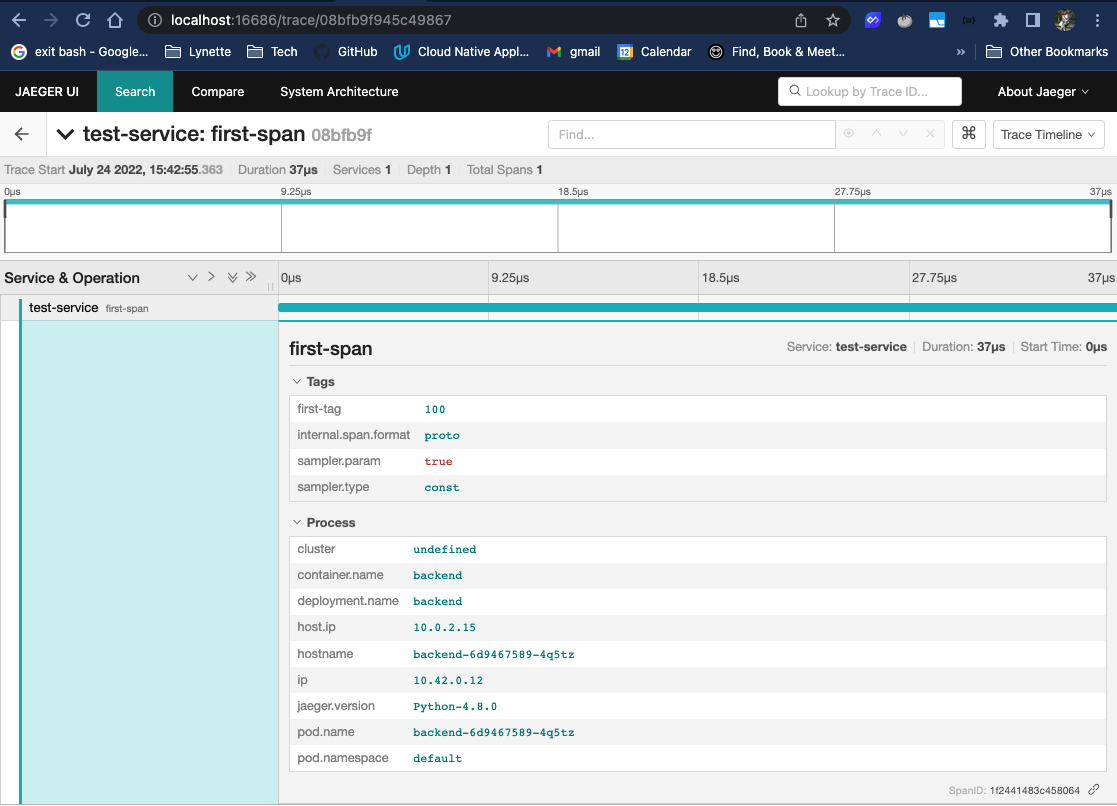 localhost:16686/trace/08bfb9f945c49867
exit bash - Google... Lynette Tech GitHub Cloud Native Appl... gmail 12 Calendar Find, Book & Meet... » Other Bookmarks
JAEGER UI Search Compare System Architecture Lookup by Trace ID... About Jaeger
test-service: first-span 08bfb9f Find... ⌘ Trace Timeline
Trace Start July 24 2022, 15:42:55.363 Duration 37μs Services 1 Depth 1 Total Spans 1
0μs 9.25μs 18.5μs 27.75μs 37μs
Service & Operation 0μs 9.25μs 18.5μs 27.75μs 37μs
test-service first-span
first-span Service: test-service Duration: 37μs Start Time: 0μs
Tags
first-tag 100
internal.span.format proto
sampler.param true
sampler.type const
Process
cluster undefined
container.name backend
deployment.name backend
host.ip 10.0.2.15
hostname backend-6d9467589-4q5tz
ip 10.42.0.12
jaeger.version Python-4.8.0
pod.name backend-6d9467589-4q5tz
pod.namespace default
SpanID: 1f2441483c458064